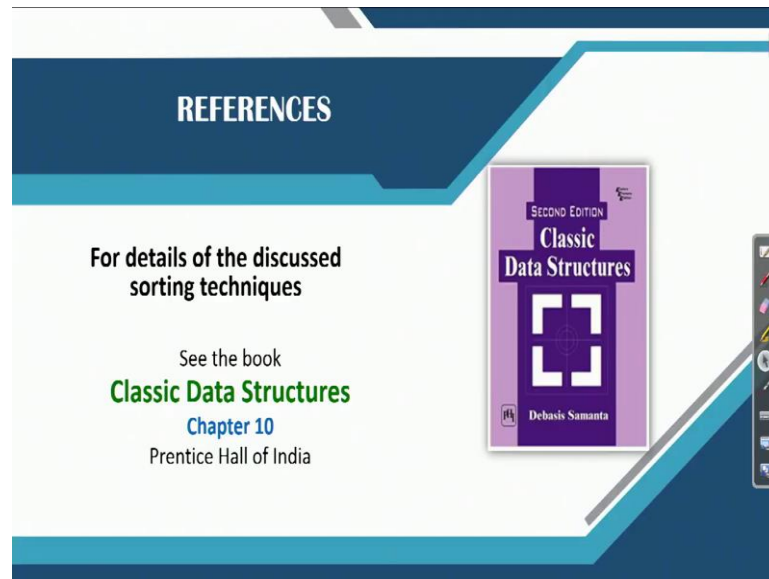 REFERENCES
For details of the discussed
sorting techniques
See the book
Classic Data Structures
Chapter 10
Prentice Hall of India
SECOND EDITION
Classic
Data Structures
Debasis Samanta